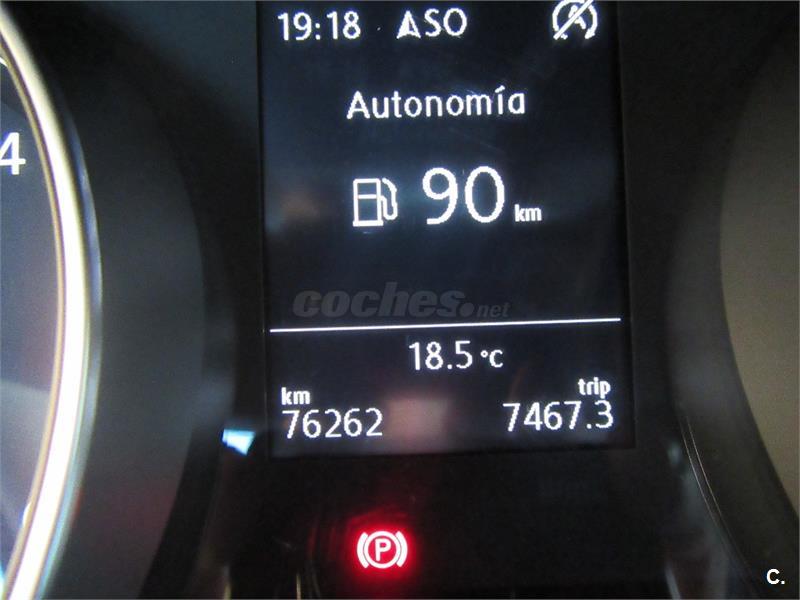 19:18 ASO
4
Autonomía
90 km
coches.net
18.5 °C
km trip
76262 7467.3
P
C.